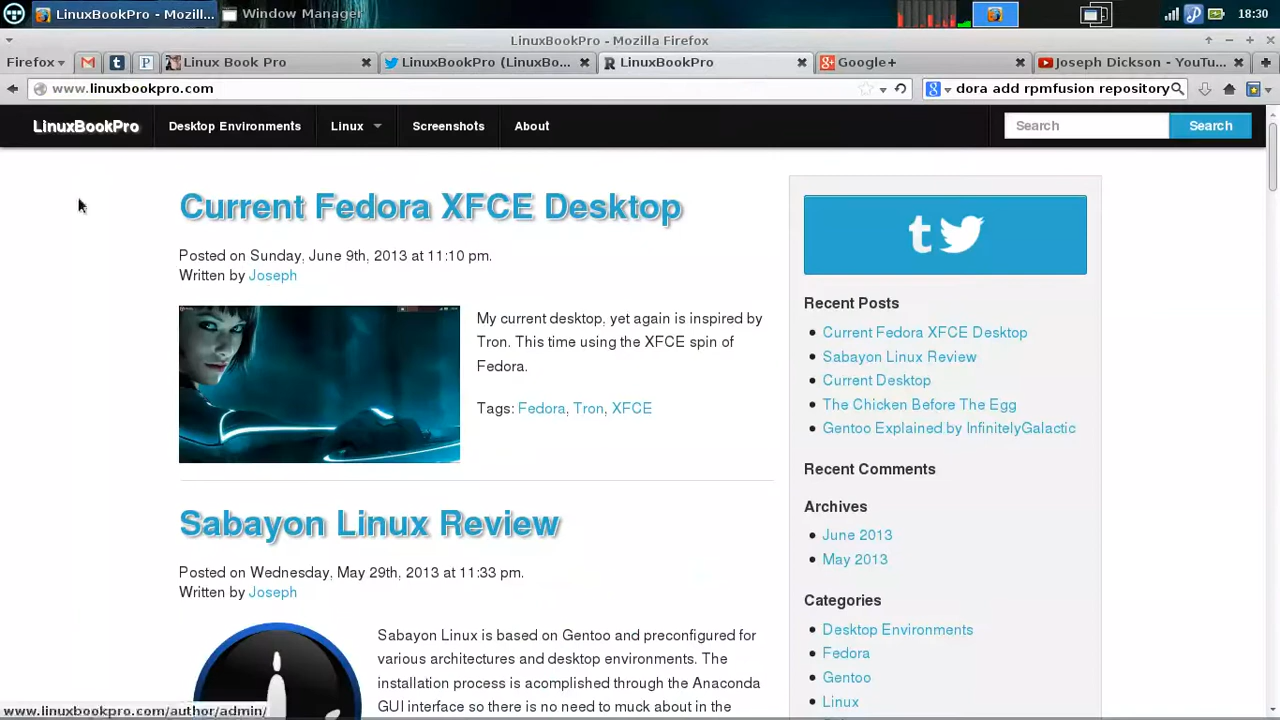 LinuxBookPro - Mozill...
Window Manager
18:30
LinuxBookPro - Mozilla Firefox
Firefox
Linux Book Pro
LinuxBookPro (LinuxBo...
LinuxBookPro
Google+
Joseph Dickson - YouTu...
www.linuxbookpro.com
dora add rpmfusion repository
LinuxBookPro
Desktop Environments
Linux
Screenshots
About
Search
Search
Current Fedora XFCE Desktop
Posted on Sunday, June 9th, 2013 at 11:10 pm.
Written by Joseph
My current desktop, yet again is inspired by
Tron. This time using the XFCE spin of
Fedora.
Tags: Fedora, Tron, XFCE
Sabayon Linux Review
Posted on Wednesday, May 29th, 2013 at 11:33 pm.
Written by Joseph
Sabayon Linux is based on Gentoo and preconfigured for
various architectures and desktop environments. The
installation process is acomplished through the Anaconda
GUI interface so there is no need to muck about in the
Recent Posts
Current Fedora XFCE Desktop
Sabayon Linux Review
Current Desktop
The Chicken Before The Egg
Gentoo Explained by InfinitelyGalactic
Recent Comments
Archives
June 2013
May 2013
Categories
Desktop Environments
Fedora
Gentoo
Linux
www.linuxbookpro.com/author/admin/